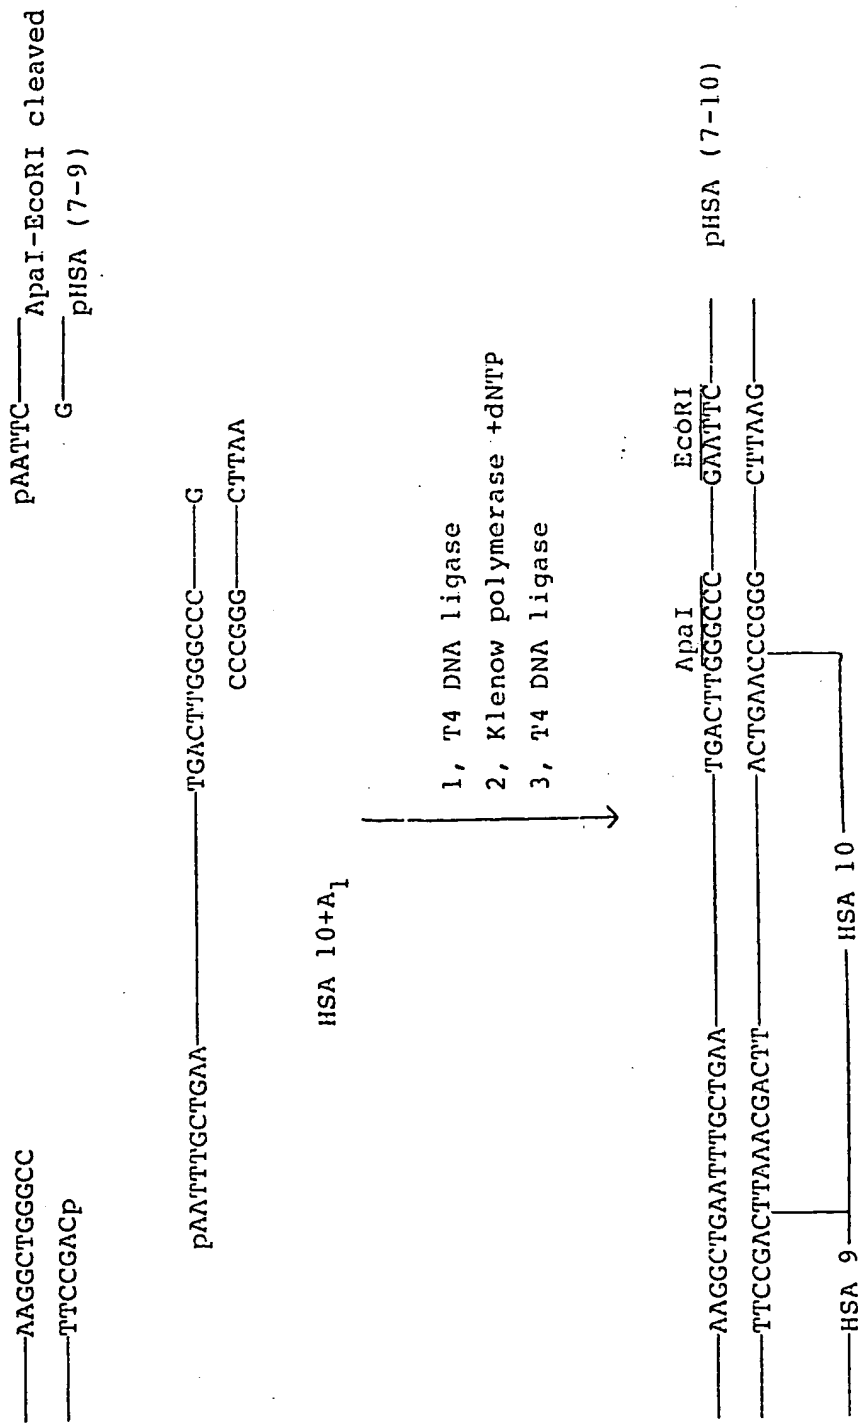 AAGGCTGGGCC
TTCCGACp
pAATTC
ApaI-EcoRI cleaved
G
pHSA (7-9)
pAATTTGCTGAA TGACTTGGGCCC G
CCCGGG CTTAA
HSA 10+A1
1, T4 DNA ligase
2, Klenow polymerase +dNTP
3, T4 DNA ligase
ApaI EcoRI
AAGGCTGAATTTGCTGAA TGACTTGGGCCC GAATTC pHSA (7-10)
TTCCGACTTAAACGACTT ACTGAACCCGGG CTTAAG
HSA 9 HSA 10